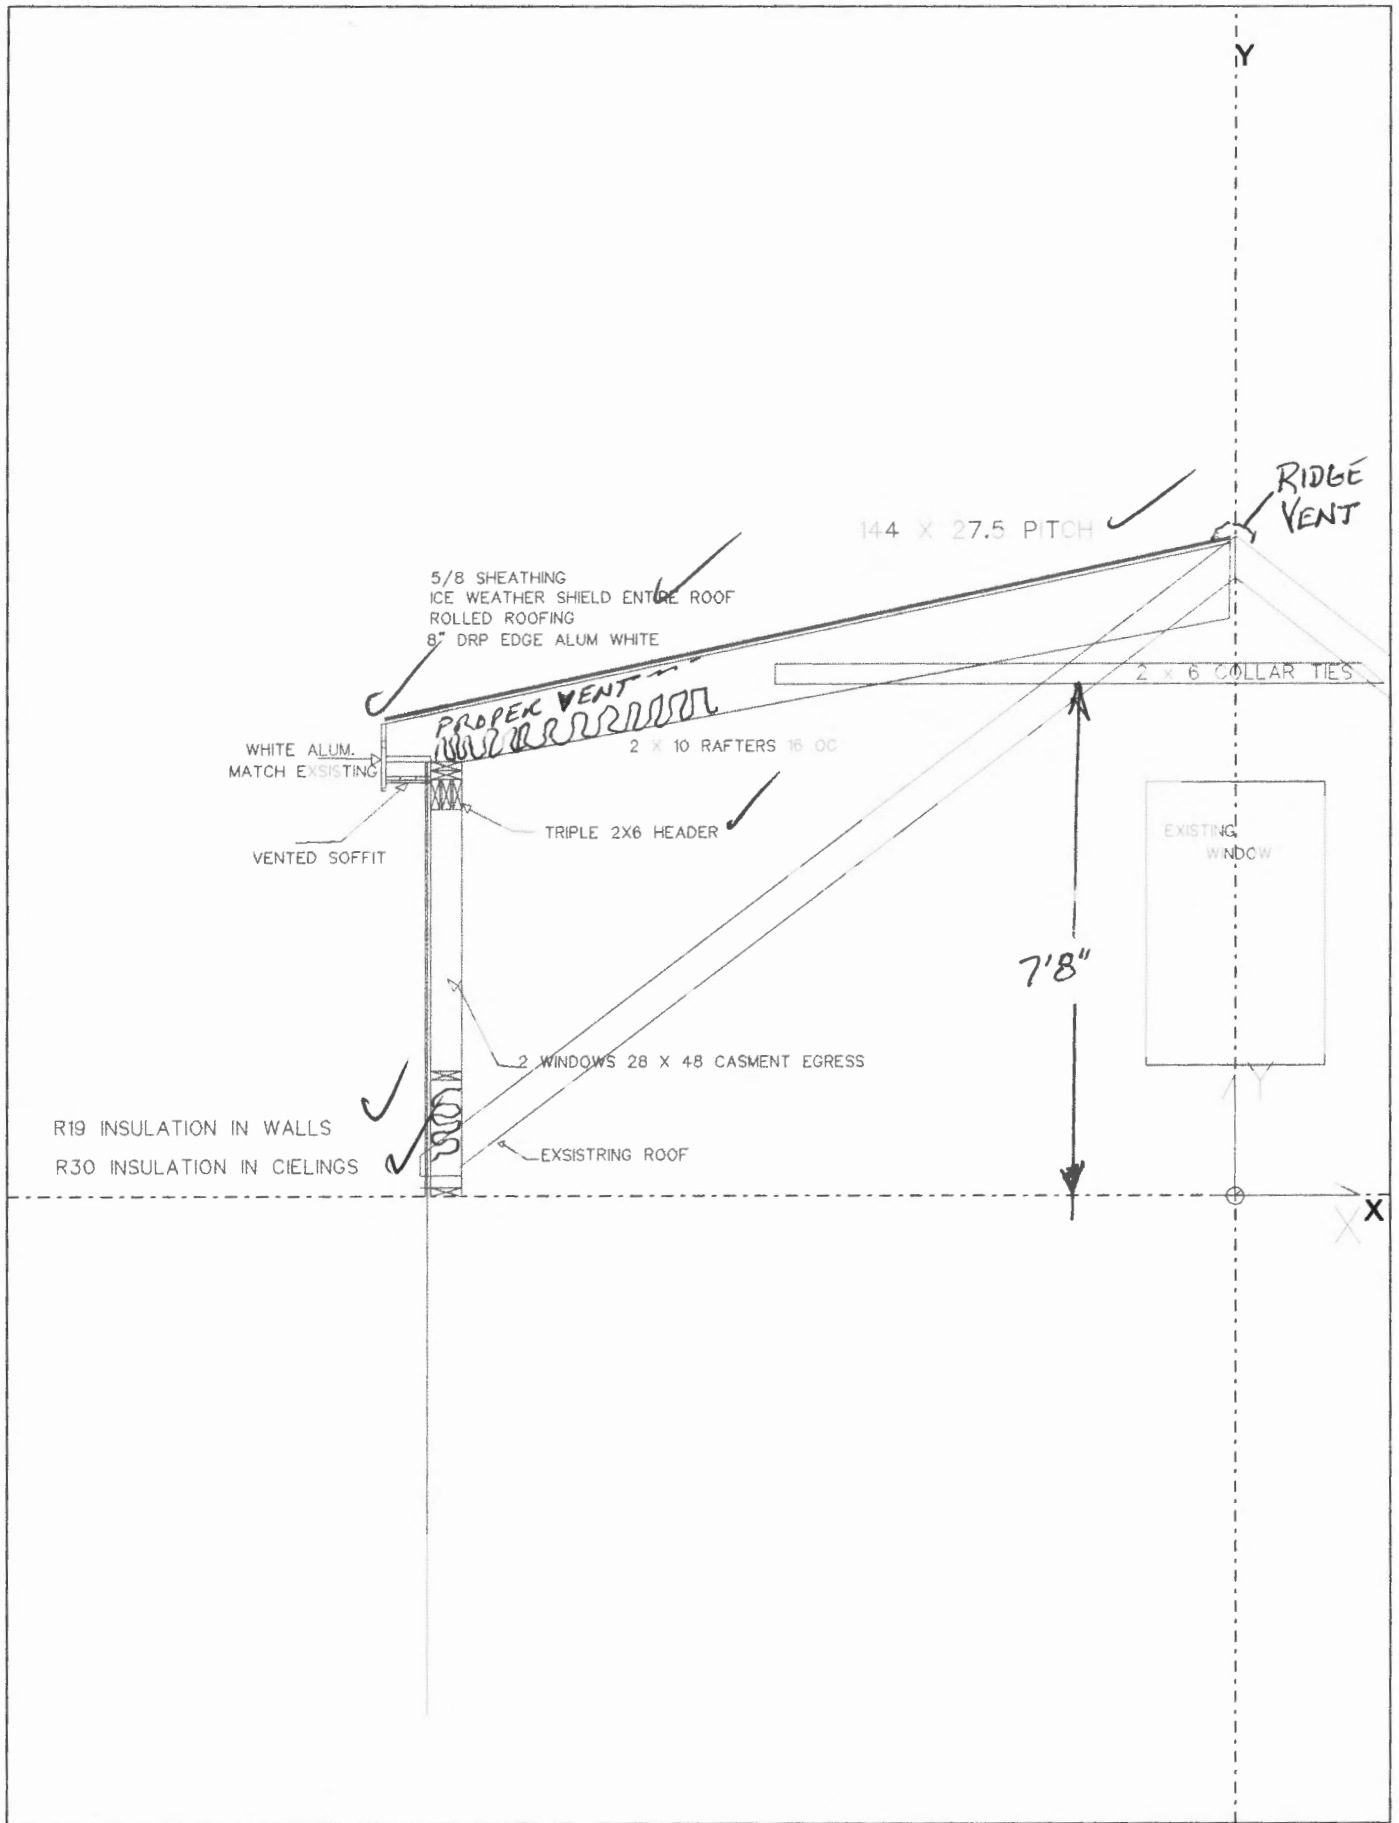 Y
RIDGE
VENT
144 X 27.5 PITCH
5/8 SHEATHING
ICE WEATHER SHIELD ENTIRE ROOF
ROLLED ROOFING
8" DRP EDGE ALUM WHITE
2 X 6 COLLAR TIES
PROPER VENT
WHITE ALUM.
MATCH EXSISTING
2 X 10 RAFTERS 16 OC
TRIPLE 2X6 HEADER
VENTED SOFFIT
EXISTING
WINDOW
7'8"
2 WINDOWS 28 X 48 CASMENT EGRESS
Y
R19 INSULATION IN WALLS
R30 INSULATION IN CIELINGS
EXSISTRING ROOF
X
X